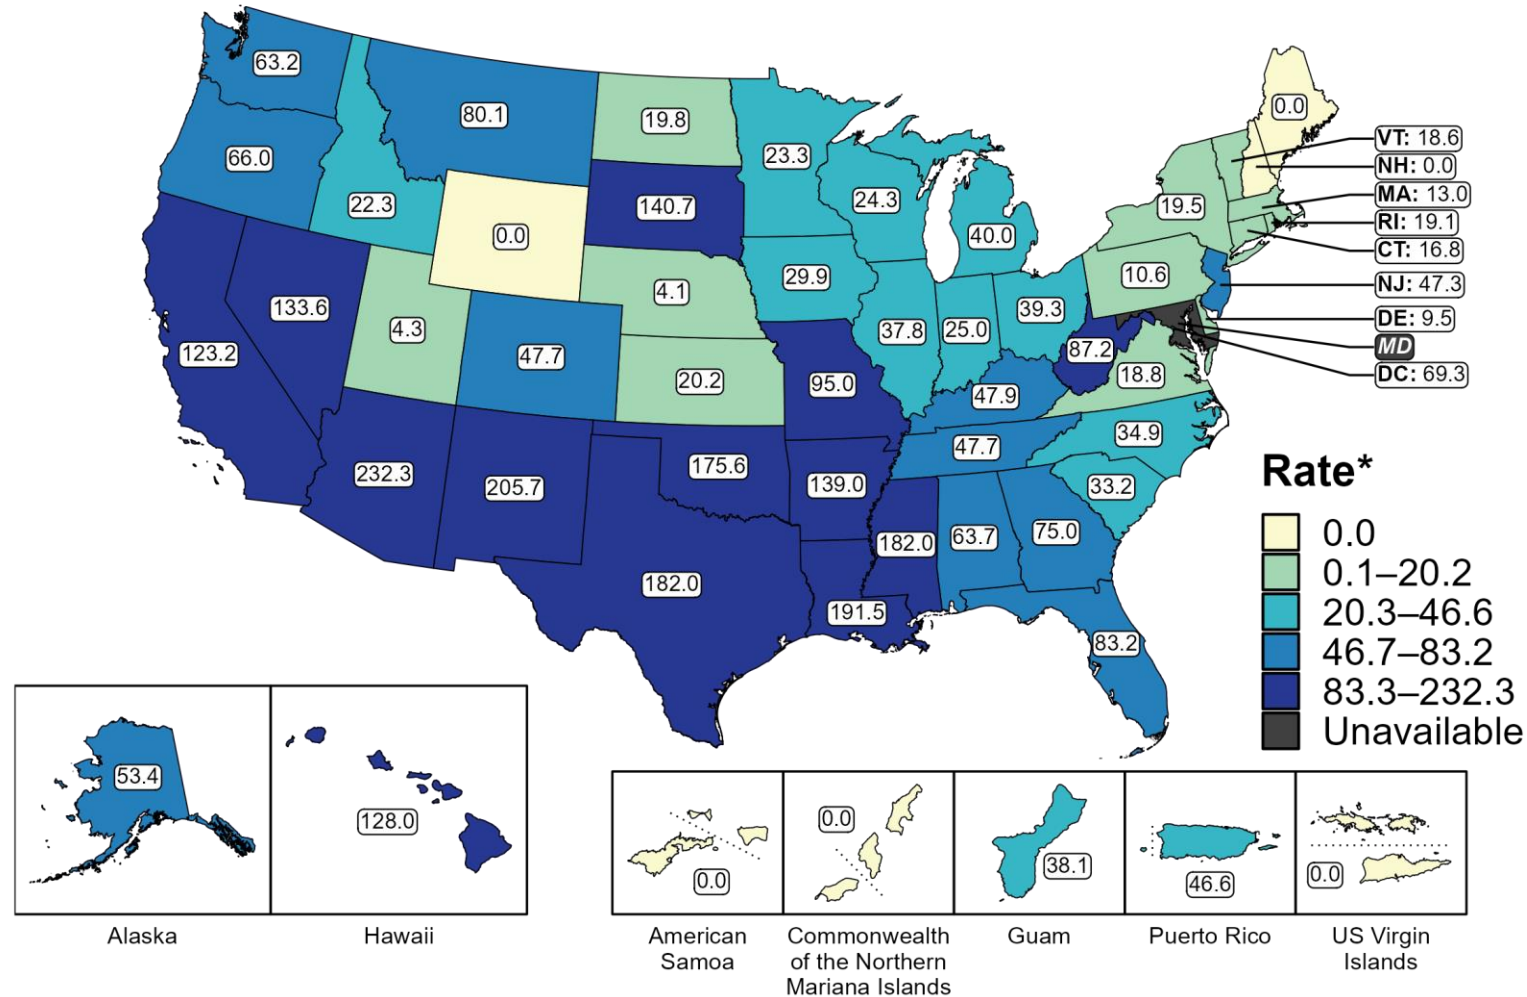 63.2
80.1
19.8
0.0
VT: 18.6
66.0
23.3
NH: 0.0
22.3
140.7
24.3
19.5
MA: 13.0
0.0
40.0
RI: 19.1
CT: 16.8
133.6
4.1
29.9
10.6
NJ: 47.3
4.3
39.3
DE: 9.5
123.2
47.7
37.8
25.0
87.2
MD
20.2
95.0
18.8
DC: 69.3
47.9
34.9
47.7
232.3
205.7
175.6
139.0
33.2
182.0
63.7
75.0
182.0
191.5
83.2
Rate*
0.0
0.1–20.2
20.3–46.6
46.7–83.2
83.3–232.3
Unavailable
53.4
128.0
0.0
0.0
38.1
46.6
0.0
Alaska
Hawaii
American
Samoa
Commonwealth
of the Northern
Mariana Islands
Guam
Puerto Rico
US Virgin
Islands